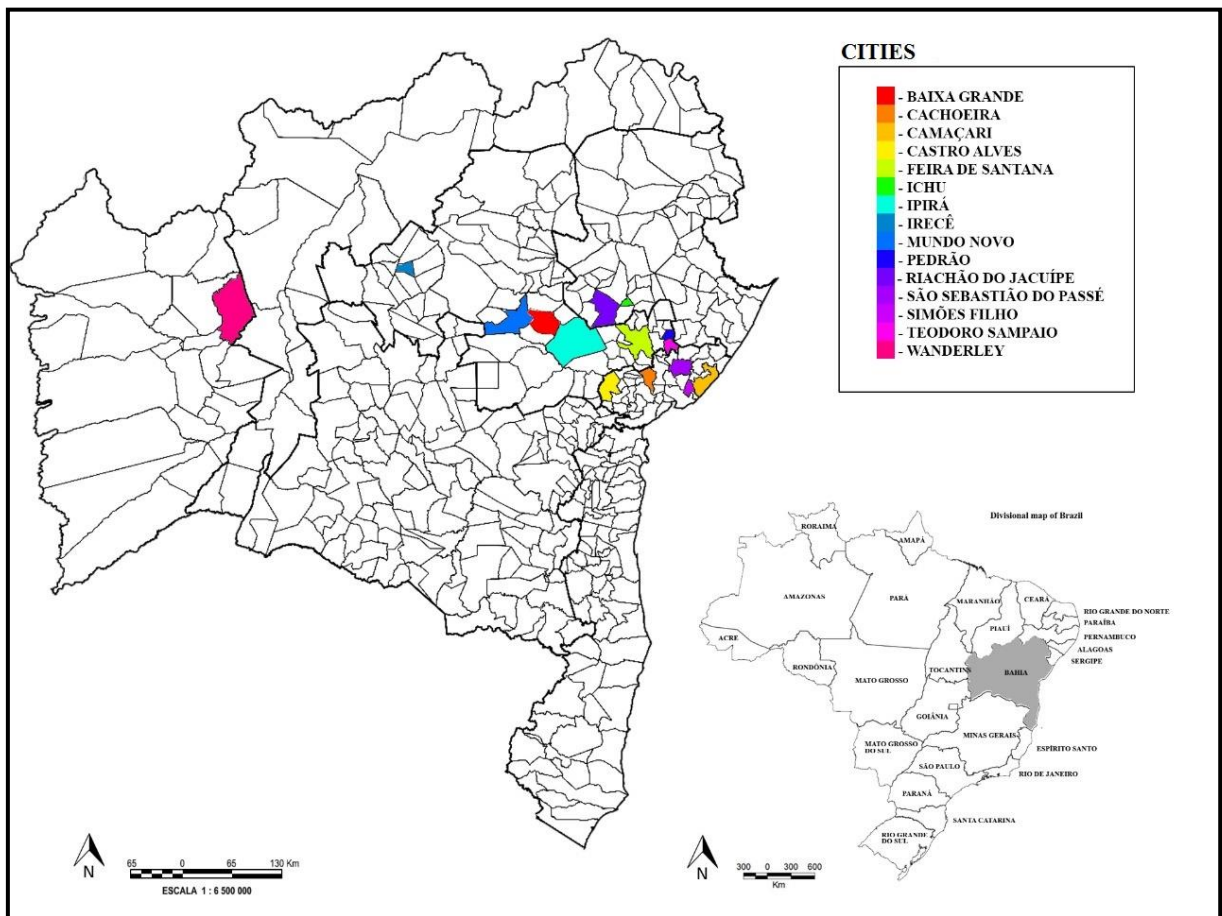 CITIES
- BAIXA GRANDE
- CACHOEIRA
- CAMAÇARI
- CASTRO ALVES
- FEIRA DE SANTANA
- ICHU
- IPIRÁ
- IRECÊ
- MUNDO NOVO
- PEDRÃO
- RIACHÃO DO JACUÍPE
- SÃO SEBASTIÃO DO PASSÉ
- SIMÕES FILHO
- TEODORO SAMPAIO
- WANDERLEY
Divisional map of Brazil
RORAIMA
AMAPÁ
AMAZONAS
PARÁ
MARANHÃO
CEARÁ
RIO GRANDE DO NORTE
PARAÍBA
PIAUÍ
PERNAMBUCO
ACRE
ALAGOAS
SERGIPE
RONDÔNIA
TOCANTINS
BAHIA
MATO GROSSO
GOIÂNIA
MINAS GERAIS
MATO GROSSO
DO SUL
ESPÍRITO SANTO
SÃO PAULO
RIO DE JANEIRO
PARANÁ
SANTA CATARINA
RIO GRANDE
DO SUL
N
65 0 65 130 Km
ESCALA 1 : 6 500 000
N
300 0 300 600
Km